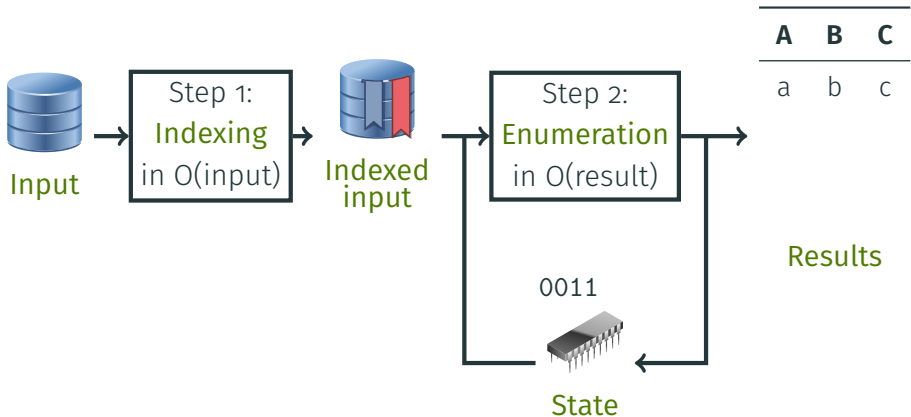 Input
Step 1:
Indexing
in O(input)
Indexed
input
Step 2:
Enumeration
in O(result)
A B C
a b c
Results
0011
State